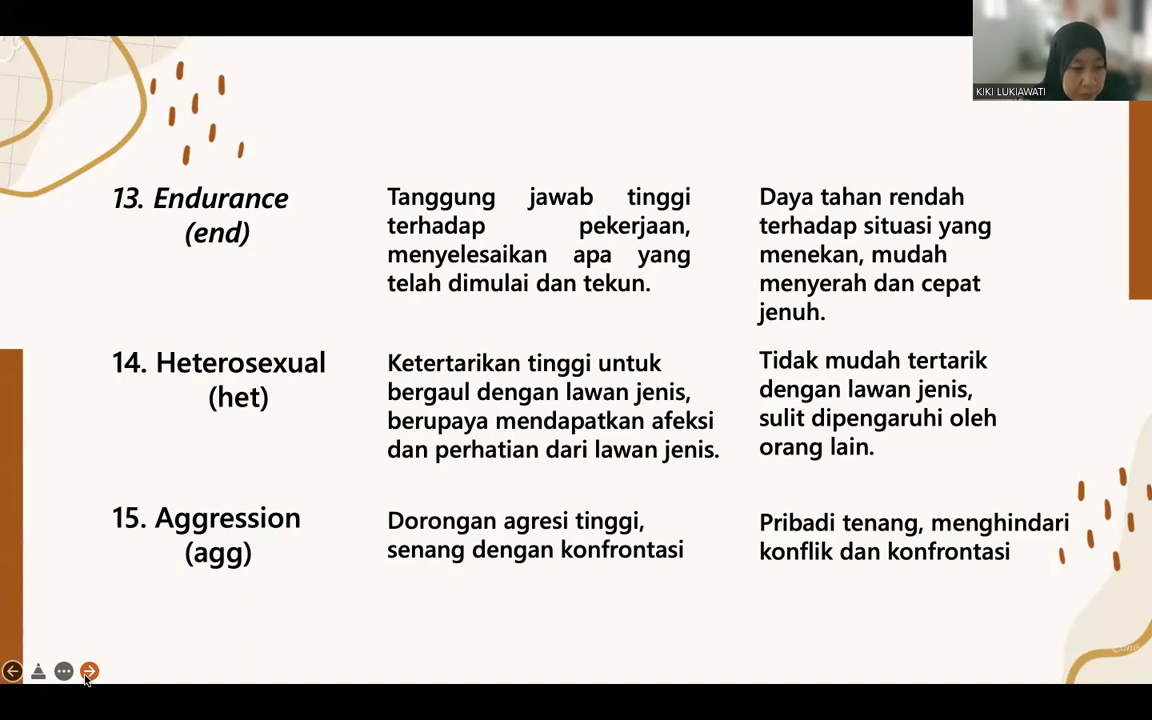 KIKI LUKIAWATI
13. Endurance
(end)
Tanggung jawab tinggi
terhadap pekerjaan,
menyelesaikan apa yang
telah dimulai dan tekun.
Daya tahan rendah
terhadap situasi yang
menekan, mudah
menyerah dan cepat
jenuh.
14. Heterosexual
(het)
Ketertarikan tinggi untuk
bergaul dengan lawan jenis,
berupaya mendapatkan afeksi
dan perhatian dari lawan jenis.
Tidak mudah tertarik
dengan lawan jenis,
sulit dipengaruhi oleh
orang lain.
15. Aggression
(agg)
Dorongan agresi tinggi,
senang dengan konfrontasi
Pribadi tenang, menghindari
konflik dan konfrontasi